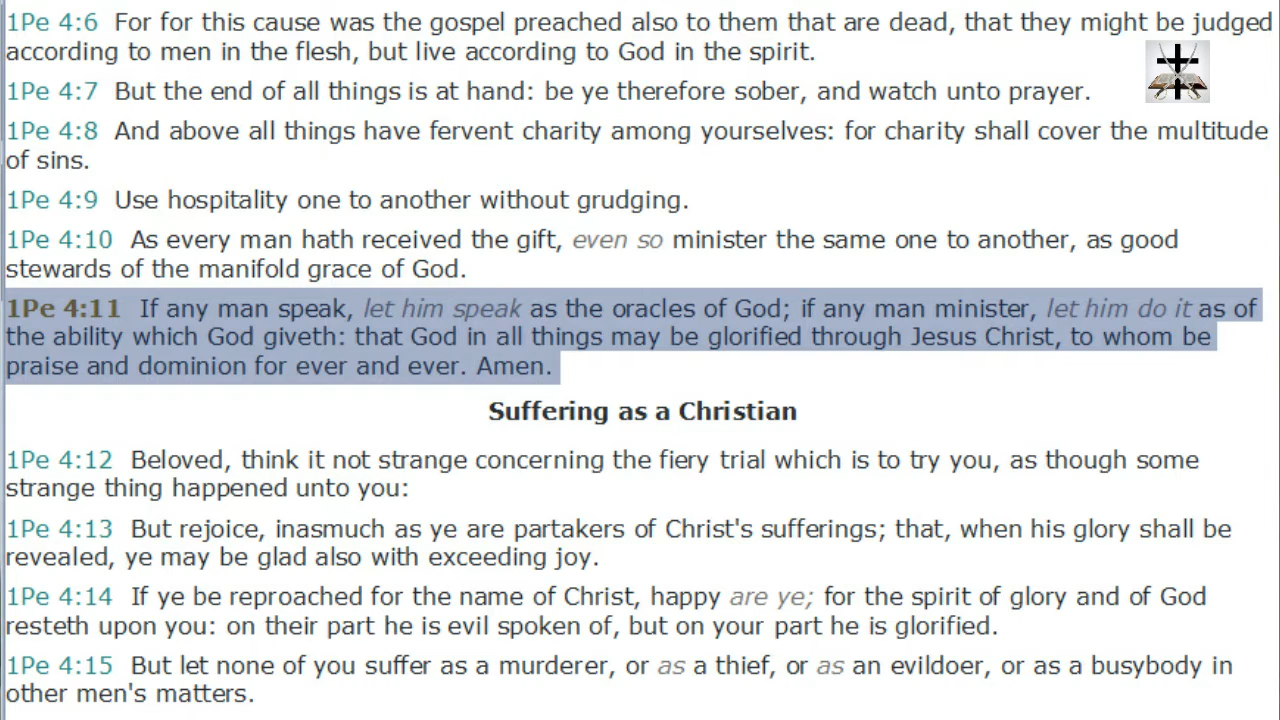 1Pe 4:6 For for this cause was the gospel preached also to them that are dead, that they might be judged
according to men in the flesh, but live according to God in the spirit.
1Pe 4:7 But the end of all things is at hand: be ye therefore sober, and watch unto prayer.
1Pe 4:8 And above all things have fervent charity among yourselves: for charity shall cover the multitude
of sins.
1Pe 4:9 Use hospitality one to another without grudging.
1Pe 4:10 As every man hath received the gift, even so minister the same one to another, as good
stewards of the manifold grace of God.
1Pe 4:11 If any man speak, let him speak as the oracles of God; if any man minister, let him do it as of
the ability which God giveth: that God in all things may be glorified through Jesus Christ, to whom be
praise and dominion for ever and ever. Amen.
Suffering as a Christian
1Pe 4:12 Beloved, think it not strange concerning the fiery trial which is to try you, as though some
strange thing happened unto you:
1Pe 4:13 But rejoice, inasmuch as ye are partakers of Christ's sufferings; that, when his glory shall be
revealed, ye may be glad also with exceeding joy.
1Pe 4:14 If ye be reproached for the name of Christ, happy are ye; for the spirit of glory and of God
resteth upon you: on their part he is evil spoken of, but on your part he is glorified.
1Pe 4:15 But let none of you suffer as a murderer, or as a thief, or as an evildoer, or as a busybody in
other men's matters.